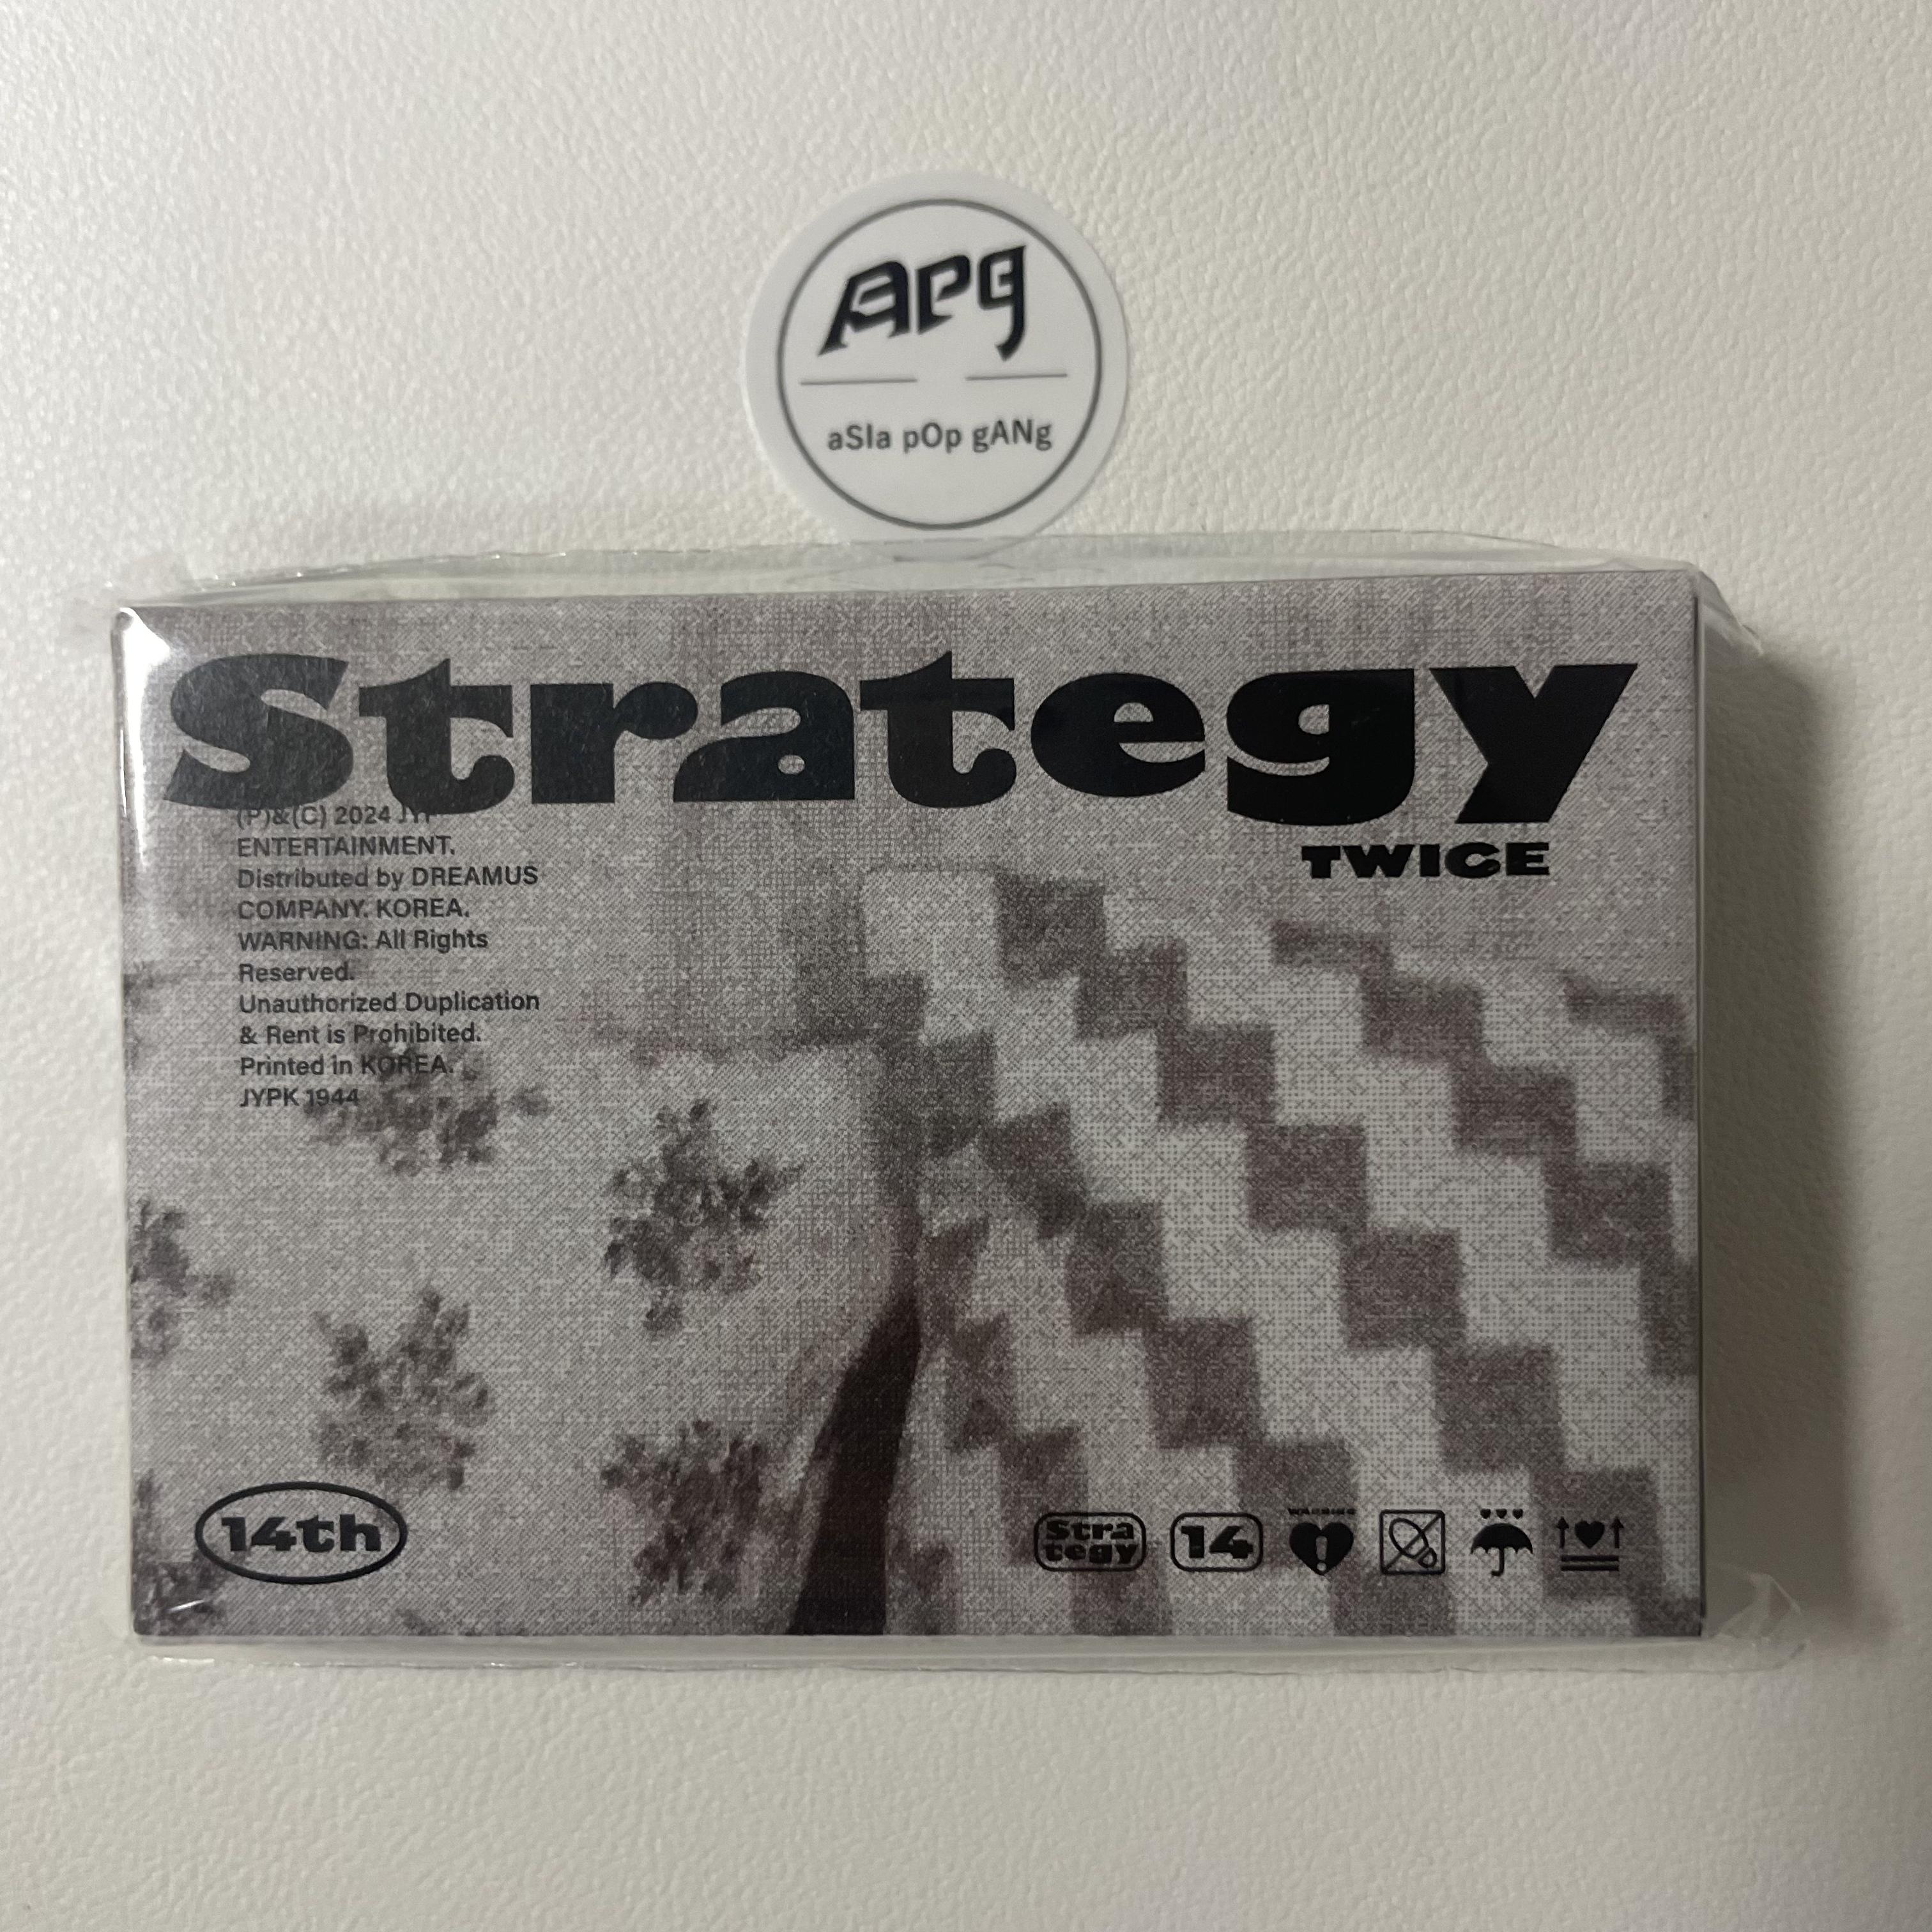 APg
aSIa pOp gANg
Strategy
TWICE
(P)&(C) 2024 JYP
ENTERTAINMENT.
Distributed by DREAMUS
COMPANY. KOREA.
WARNING: All Rights
Reserved.
Unauthorized Duplication
& Rent is Prohibited.
Printed in KOREA.
JYPK 1944
14th
Stra
tegy
14
WARNING